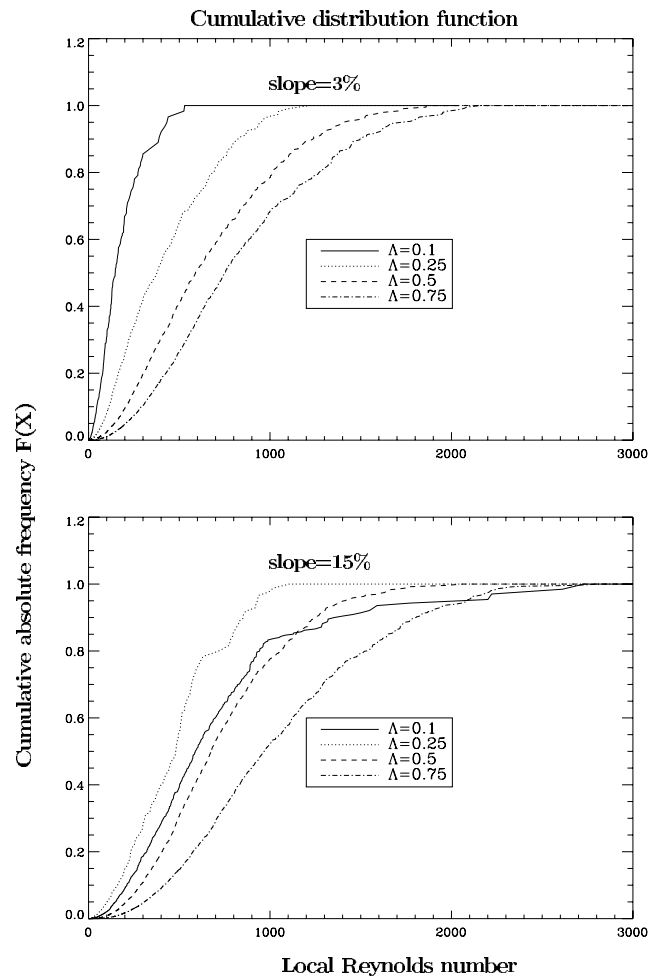 Cumulative distribution function
1.2
slope=3%
1.0
0.8
0.6
Λ=0.1
Λ=0.25
Λ=0.5
Λ=0.75
0.4
0.2
0.0
0 1000 2000 3000
Cumulative absolute frequency F(X)
1.2
slope=15%
1.0
0.8
0.6
Λ=0.1
Λ=0.25
Λ=0.5
Λ=0.75
0.4
0.2
0.0
0 1000 2000 3000
Local Reynolds number